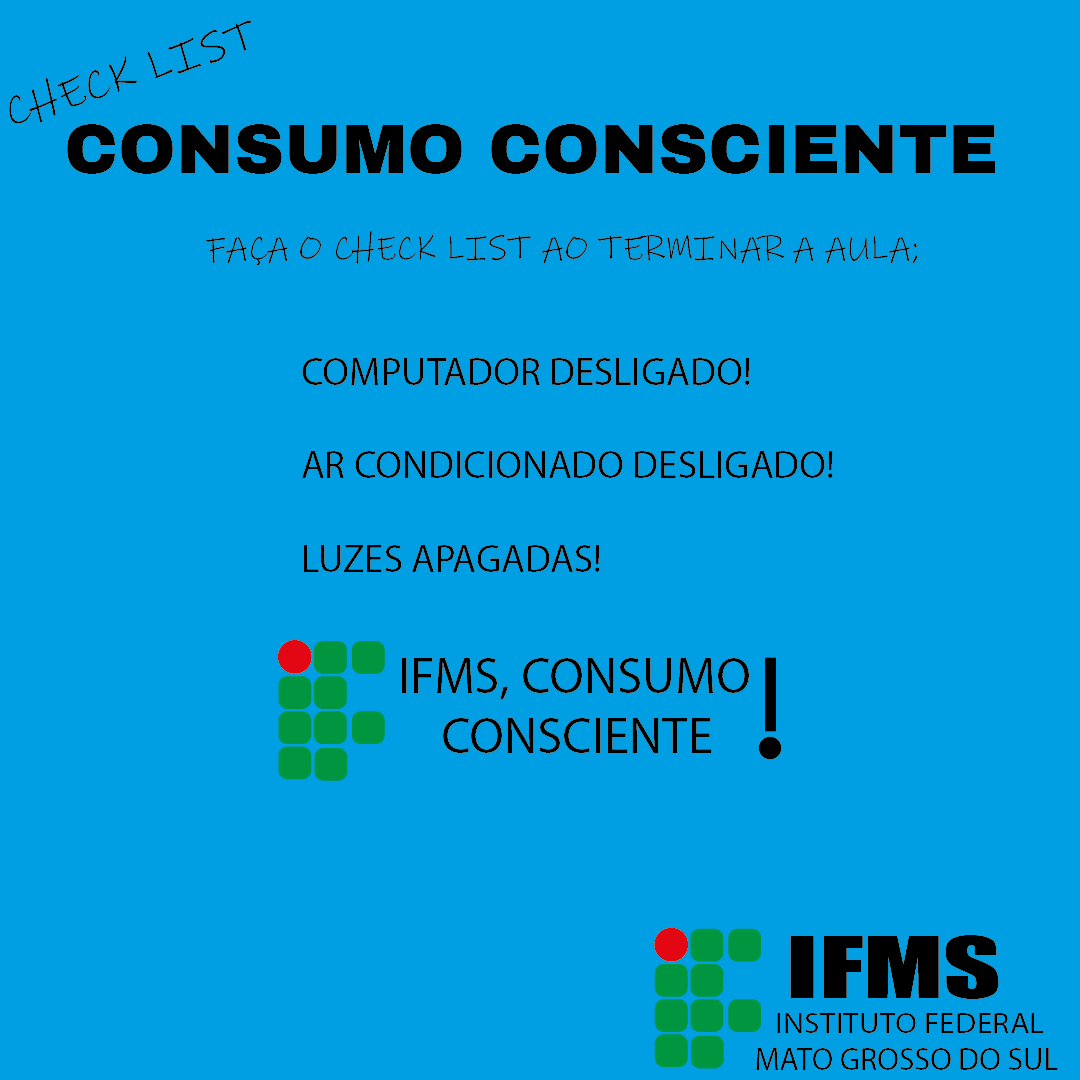 CHECK LIST
CONSUMO CONSCIENTE
FAÇA O CHECK LIST AO TERMINAR A AULA;
COMPUTADOR DESLIGADO!
AR CONDICIONADO DESLIGADO!
LUZES APAGADAS!
IFMS, CONSUMO
CONSCIENTE !
IFMS
INSTITUTO FEDERAL
MATO GROSSO DO SUL